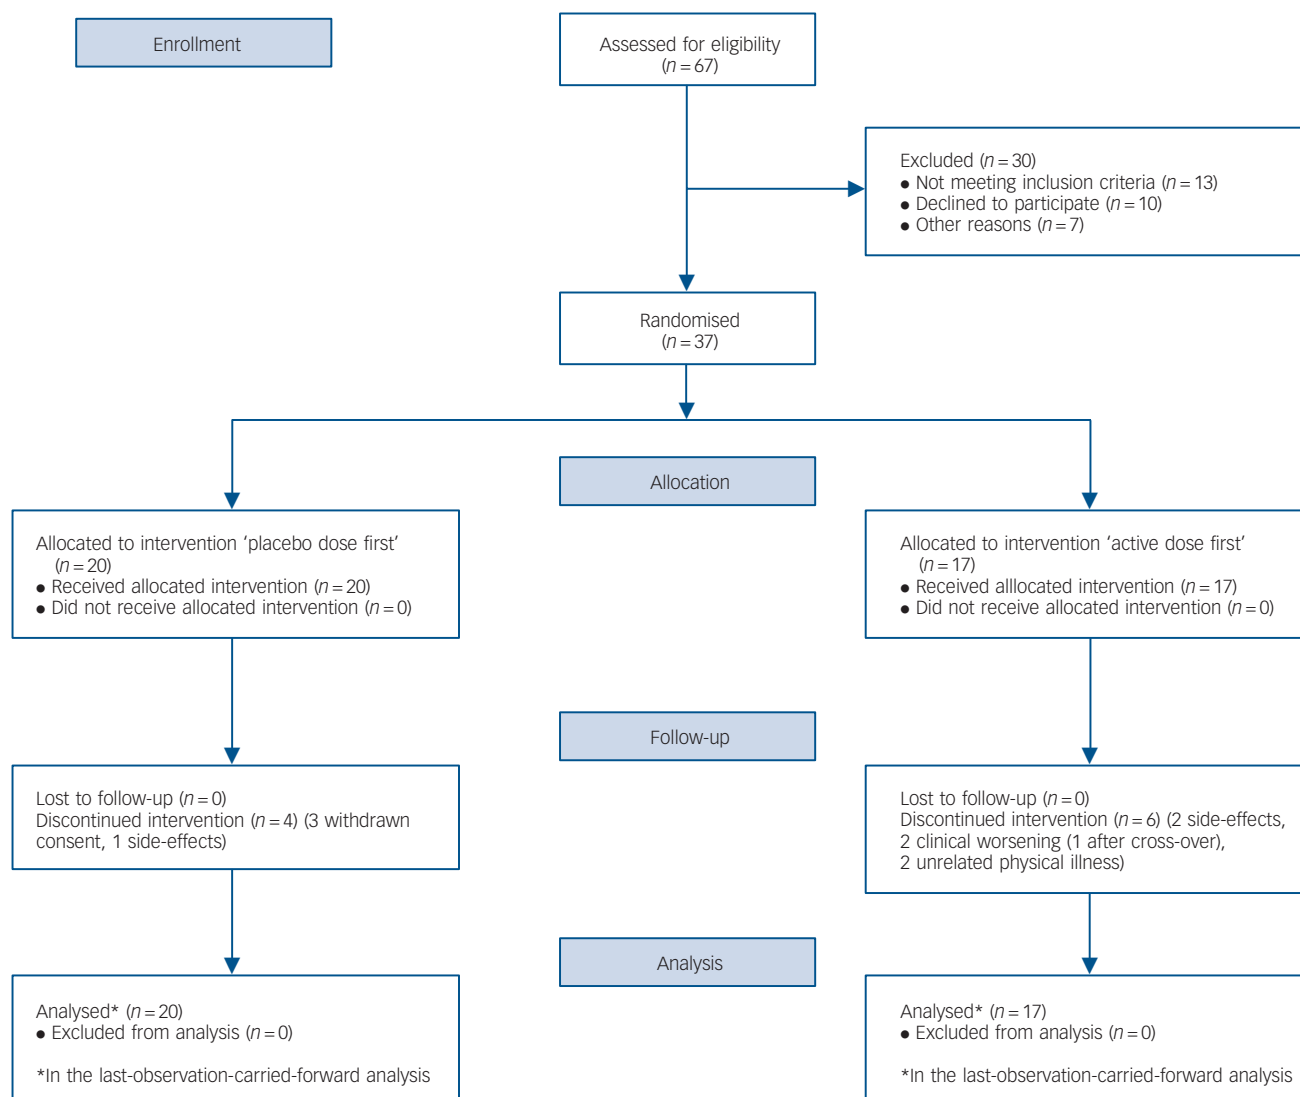 Enrollment
Assessed for eligibility
(n = 67)
Excluded (n = 30)
● Not meeting inclusion criteria (n = 13)
● Declined to participate (n = 10)
● Other reasons (n = 7)
Randomised
(n = 37)
Allocation
Allocated to intervention ‘placebo dose first’
(n = 20)
● Received allocated intervention (n = 20)
● Did not receive allocated intervention (n = 0)
Allocated to intervention ‘active dose first’
(n = 17)
● Received alllocated intervention (n = 17)
● Did not receive allocated intervention (n = 0)
Follow-up
Lost to follow-up (n = 0)
Discontinued intervention (n = 4) (3 withdrawn
consent, 1 side-effects)
Lost to follow-up (n = 0)
Discontinued intervention (n = 6) (2 side-effects,
2 clinical worsening (1 after cross-over),
2 unrelated physical illness)
Analysis
Analysed* (n = 20)
● Excluded from analysis (n = 0)
*In the last-observation-carried-forward analysis
Analysed* (n = 17)
● Excluded from analysis (n = 0)
*In the last-observation-carried-forward analysis